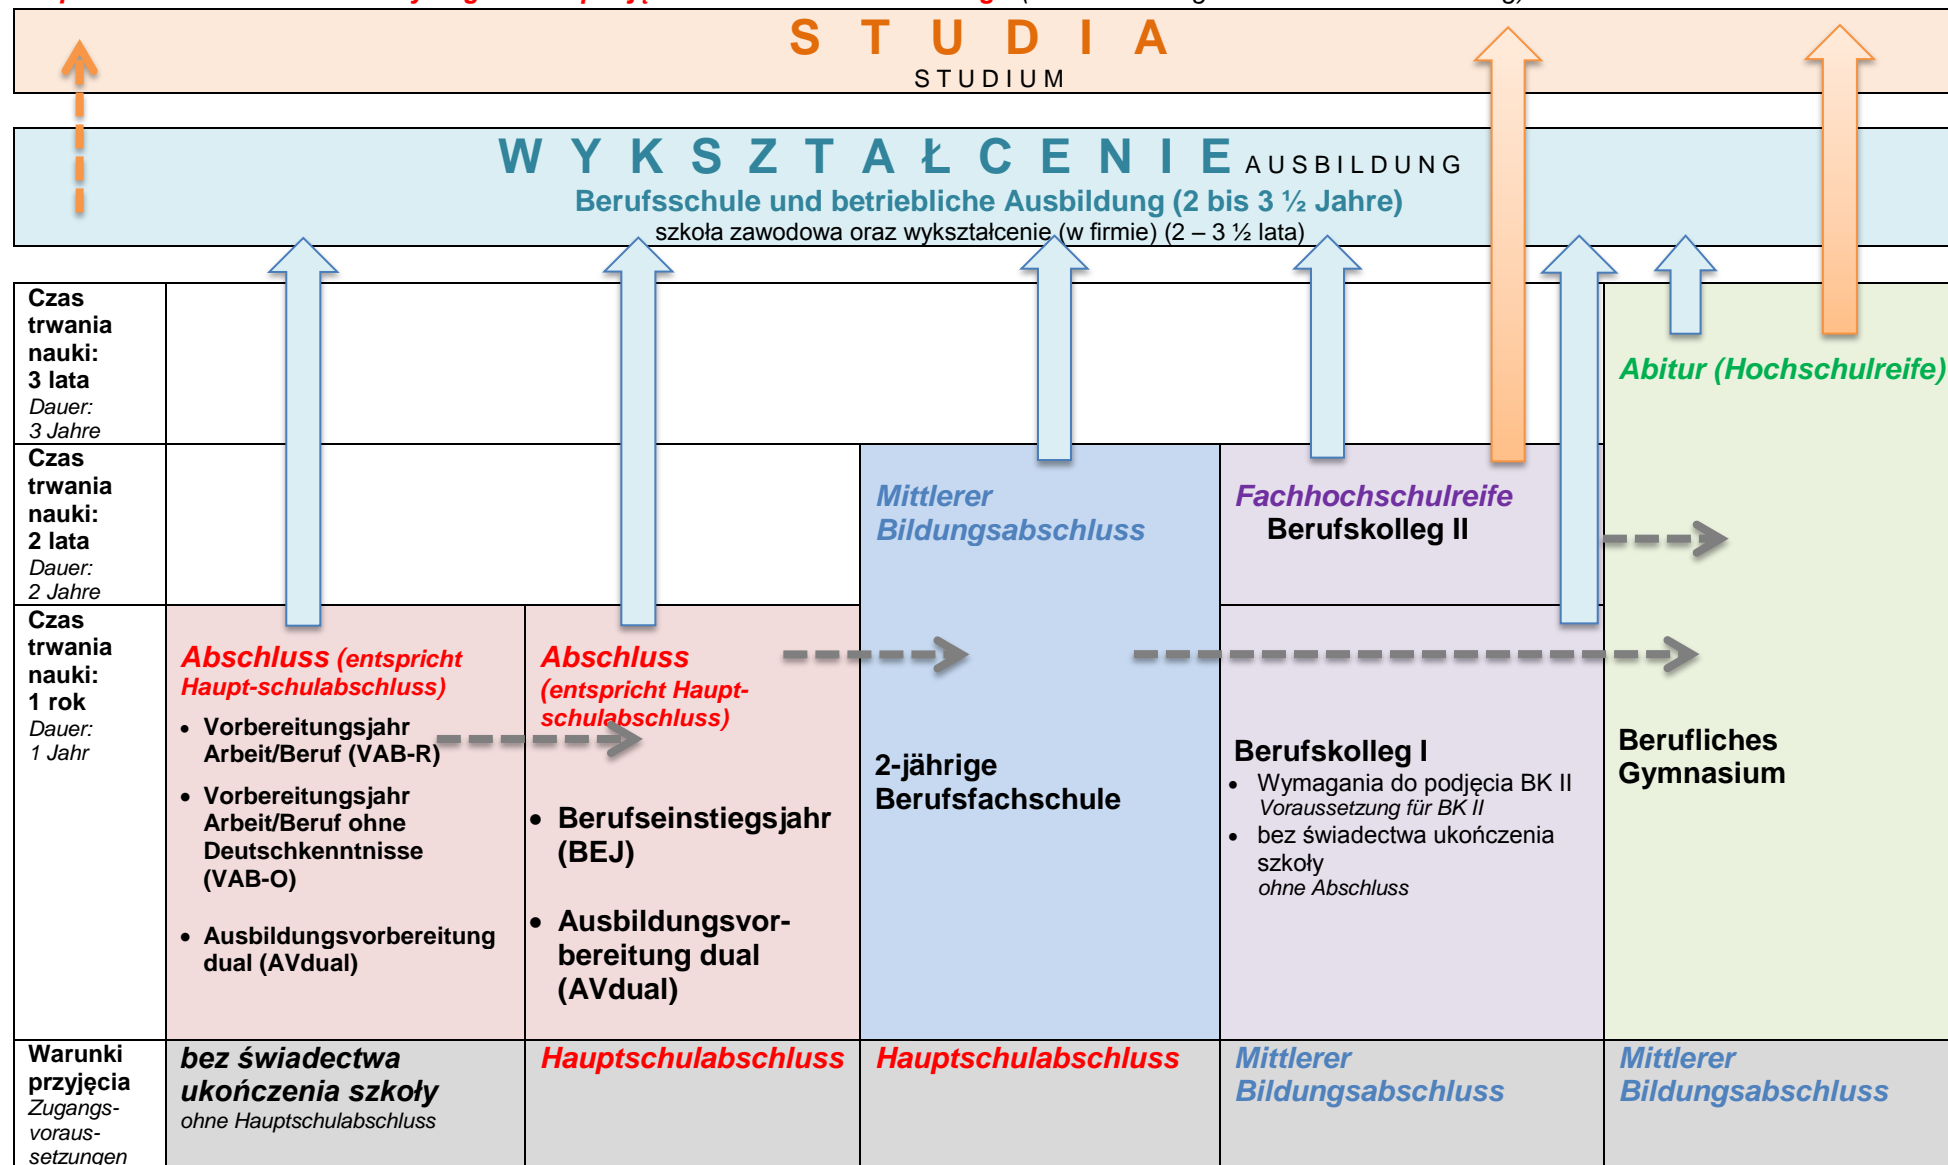 S T U D I A
STUDIUM
W Y K S Z T A Ł C E N I E AUSBILDUNG
Berufsschule und betriebliche Ausbildung (2 bis 3 ½ Jahre)
szkoła zawodowa oraz wykształcenie (w firmie) (2 – 3 ½ lata)
Czas
trwania
nauki:
3 lata
Dauer:
3 Jahre
Abitur (Hochschulreife)
Czas
trwania
nauki:
2 lata
Dauer:
2 Jahre
Mittlerer
Bildungsabschluss
Fachhochschulreife
Berufskolleg II
Czas
trwania
nauki:
1 rok
Dauer:
1 Jahr
Abschluss (entspricht
Haupt-schulabschluss)
• Vorbereitungsjahr
Arbeit/Beruf (VAB-R)
• Vorbereitungsjahr
Arbeit/Beruf ohne
Deutschkenntnisse
(VAB-O)
• Ausbildungsvorbereitung
dual (AVdual)
Abschluss
(entspricht Haupt-
schulabschluss)
• Berufseinstiegsjahr
(BEJ)
• Ausbildungsvor-
bereitung dual
(AVdual)
2-jährige
Berufsfachschule
Berufskolleg I
• Wymagania do podjęcia BK II
Voraussetzung für BK II
• bez świadectwa ukończenia
szkoły
ohne Abschluss
Berufliches
Gymnasium
Warunki
przyjęcia
Zugangs-
voraus-
setzungen
bez świadectwa
ukończenia szkoły
ohne Hauptschulabschluss
Hauptschulabschluss
Hauptschulabschluss
Mittlerer
Bildungsabschluss
Mittlerer
Bildungsabschluss